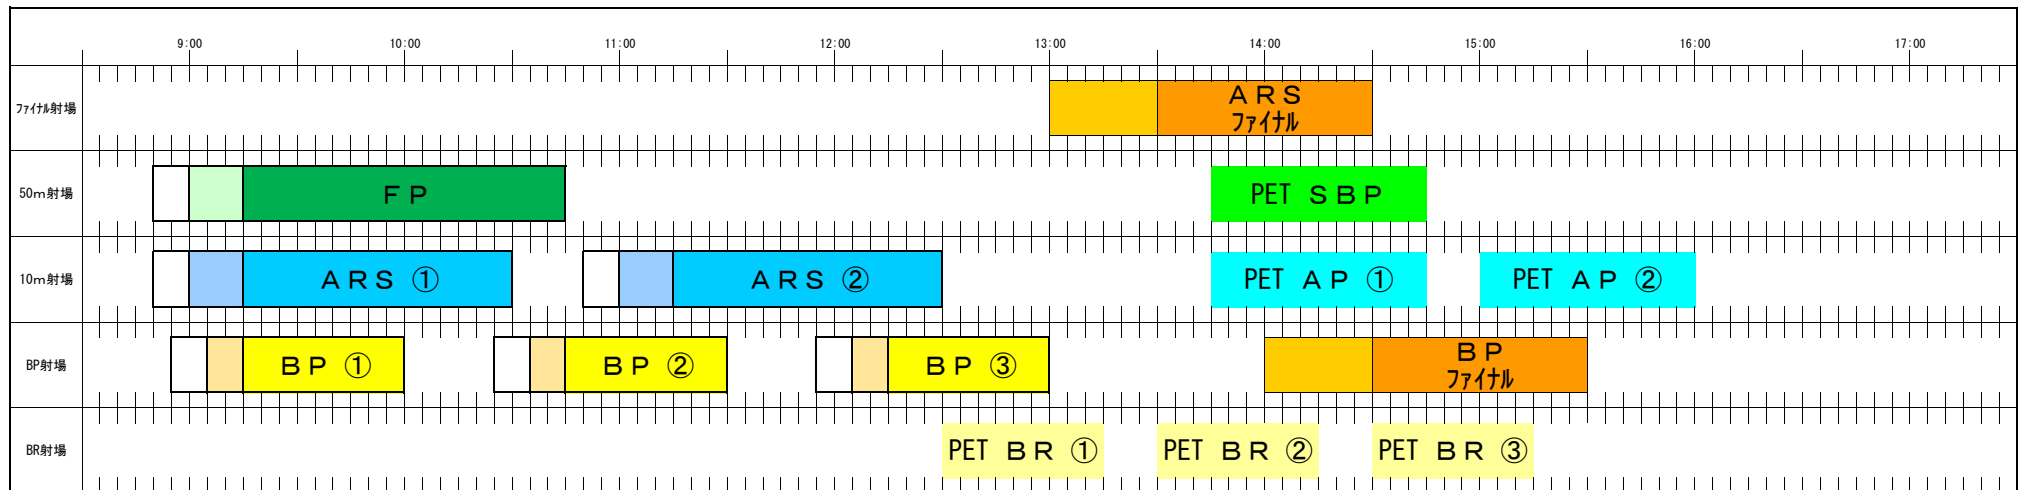 9:00 10:00 11:00 12:00 13:00 14:00 15:00 16:00 17:00
ファイナル射場
ARS
ファイナル
50m射場
FP
PET SBP
10m射場
ARS ①
ARS ②
PET AP ①
PET AP ②
BP射場
BP ①
BP ②
BP ③
BP
ファイナル
BR射場
PET BR ①
PET BR ②
PET BR ③